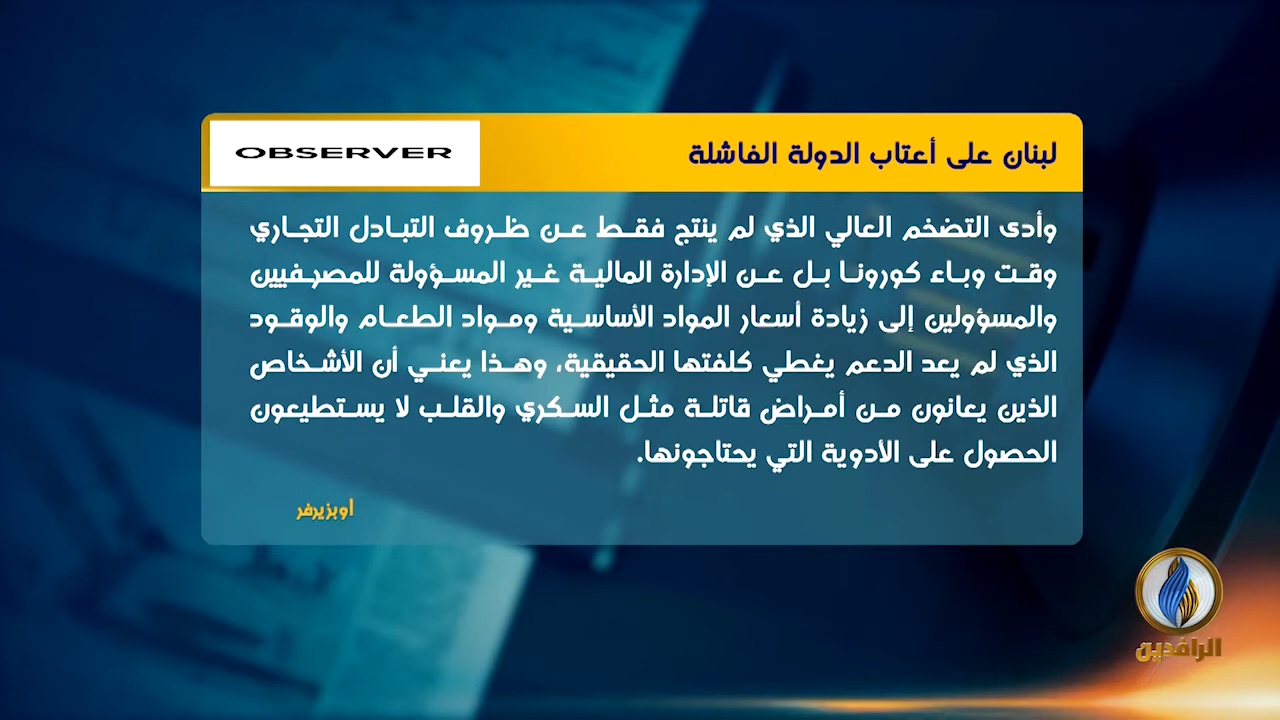 لبنان على أعتاب الدولة الفاشلة
OBSERVER
وأدى التضخم العالي الذي لم ينتج فقط عن ظروف التبادل التجاري
وقت وباء كورونا بل عن الإدارة المالية غير المسؤولة للمصرفيين
والمسؤولين إلى زيادة أسعار المواد الأساسية ومواد الطعام والوقود
الذي لم يعد الدعم يغطي كلفتها الحقيقية، وهذا يعني أن الأشخاص
الذين يعانون من أمراض قاتلة مثل السكري والقلب لا يستطيعون
الحصول على الأدوية التي يحتاجونها.
أوبزيرفر
الرافدين